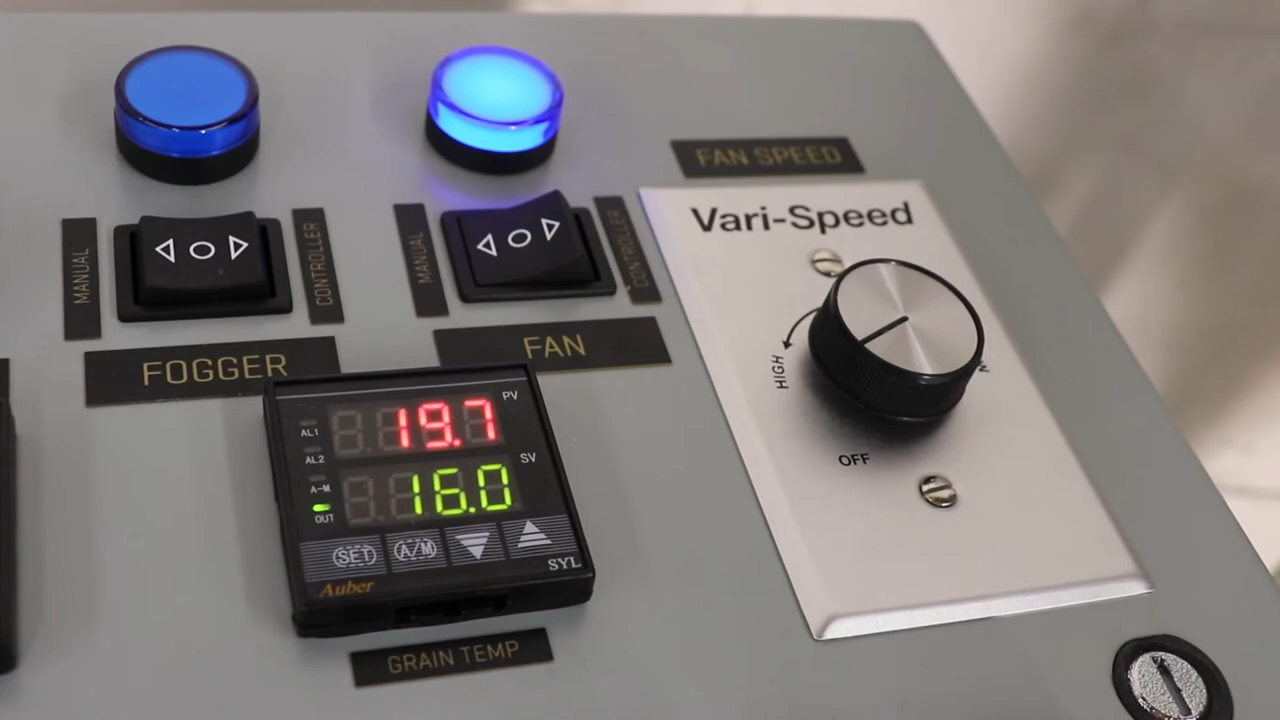 FAN SPEED
Vari-Speed
MANUAL
CONTROLLER
MANUAL
CONTROLLER
HIGH
OFF
FOGGER
FAN
19.7
PV
AL1
AL2
SV
16.0
A-M
OUT
SET
A/M
SYL
Auber
GRAIN TEMP